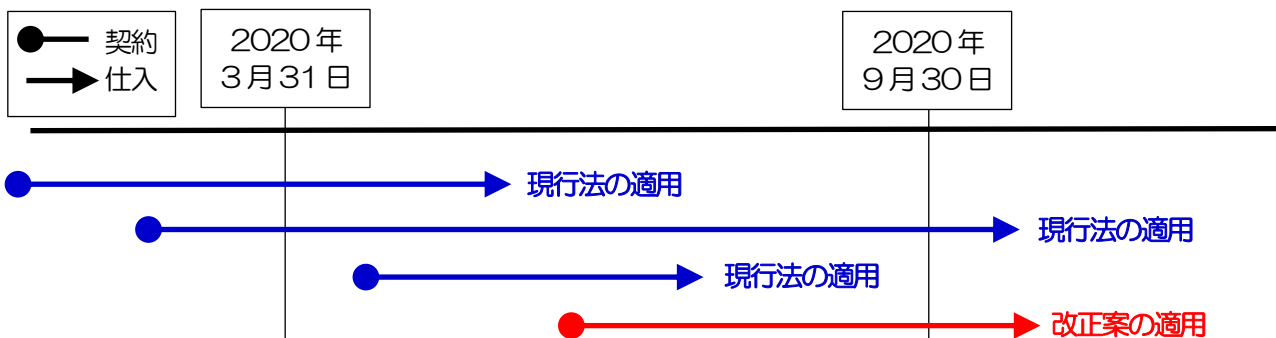 契約
仕入
2020年
3月31日
2020年
9月30日
現行法の適用
現行法の適用
現行法の適用
改正案の適用